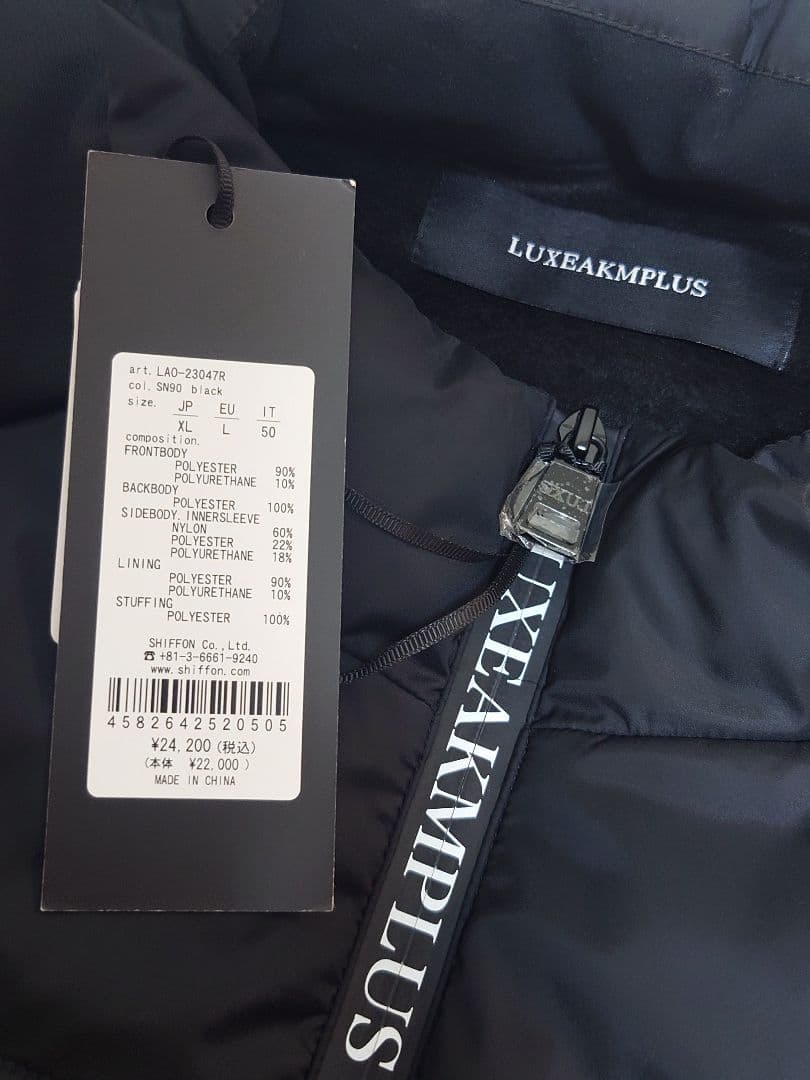 LUXEAKMPLUS
art. LAO-23047R
col. SN90 black
size. JP EU IT
XL L 50
composition.
FRONTBODY
POLYESTER 90%
POLYURETHANE 10%
BACKBODY
POLYESTER 100%
SIDEBODY. INNERSLEEVE
NYLON 60%
POLYESTER 22%
POLYURETHANE 18%
LINING
POLYESTER 90%
POLYURETHANE 10%
STUFFING
POLYESTER 100%
SHIFFON Co., Ltd.
☎ +81-3-6661-9240
www.shiffon.com
4582642520505
¥24,200(税込)
(本体 ¥22,000 )
MADE IN CHINA
LUXEAKMPLUS